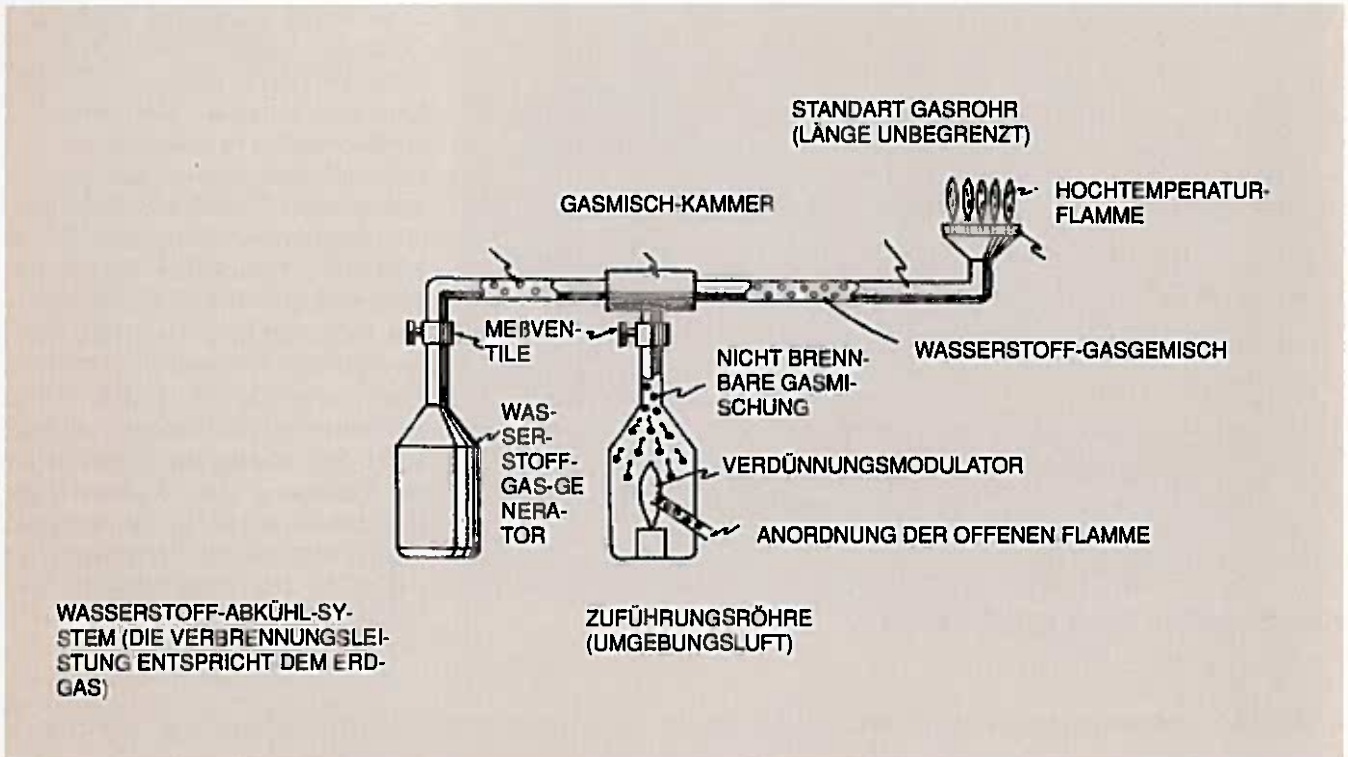 STANDART GASROHR
(LÄNGE UNBEGRENZT)
HOCHTEMPERATUR-
FLAMME
GASMISCH-KAMMER
MEßVEN-
TILE
WASSERSTOFF-GASGEMISCH
NICHT BRENN-
BARE GASMI-
SCHUNG
WAS-
SER-
STOFF-
GAS-GE
NERA-
TOR
VERDÜNNUNGSMODULATOR
ANORDNUNG DER OFFENEN FLAMME
WASSERSTOFF-ABKÜHL-SY-
STEM (DIE VERBRENNUNGSLEI-
STUNG ENTSPRICHT DEM ERD-
GAS)
ZUFÜHRUNGSRÖHRE
(UMGEBUNGSLUFT)